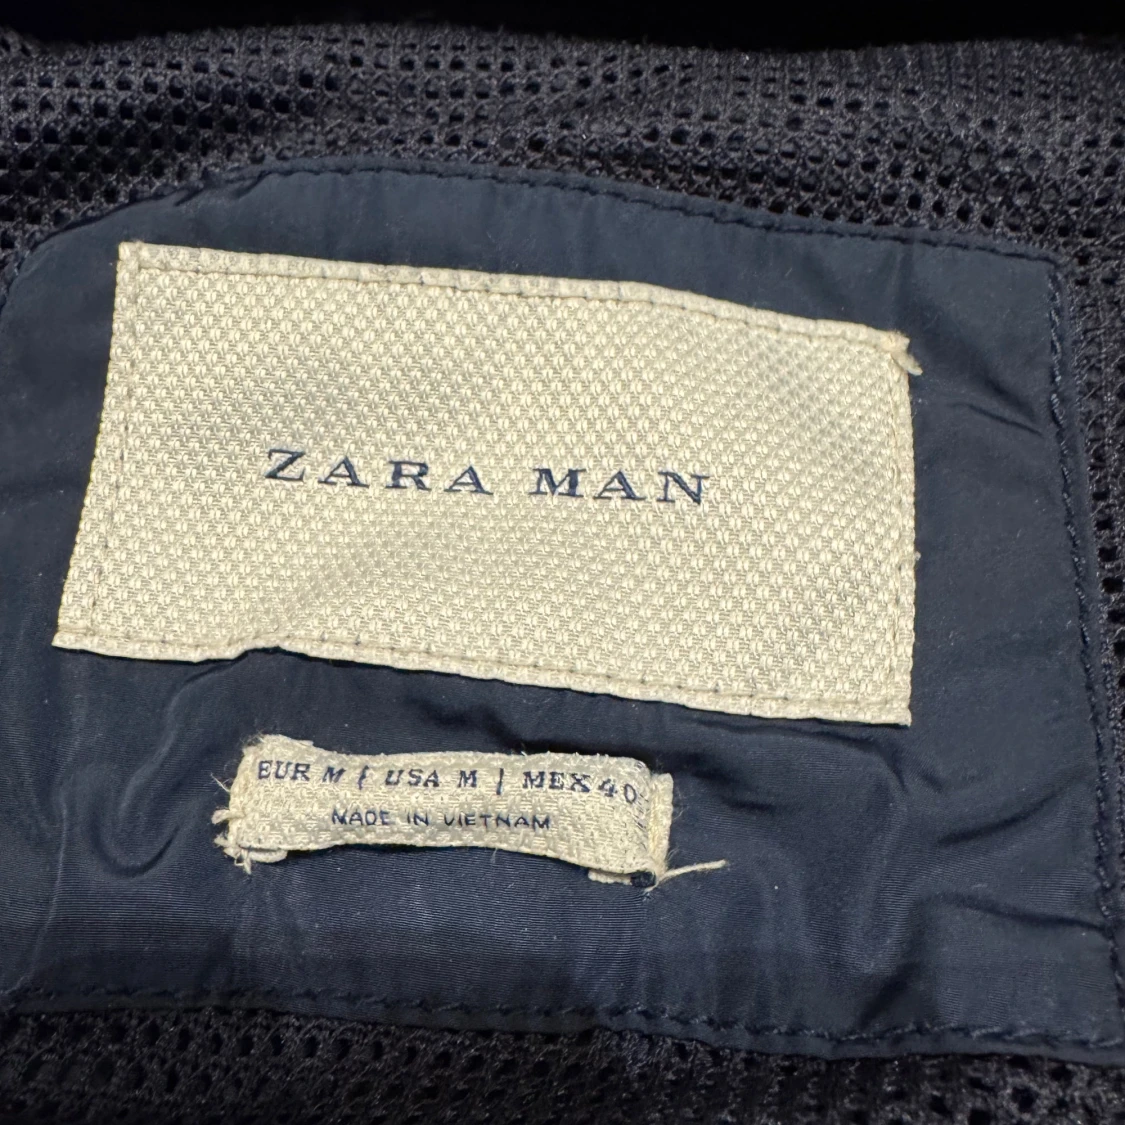 ZARA MAN
EUR M | USA M | MEX 40
MADE IN VIETNAM